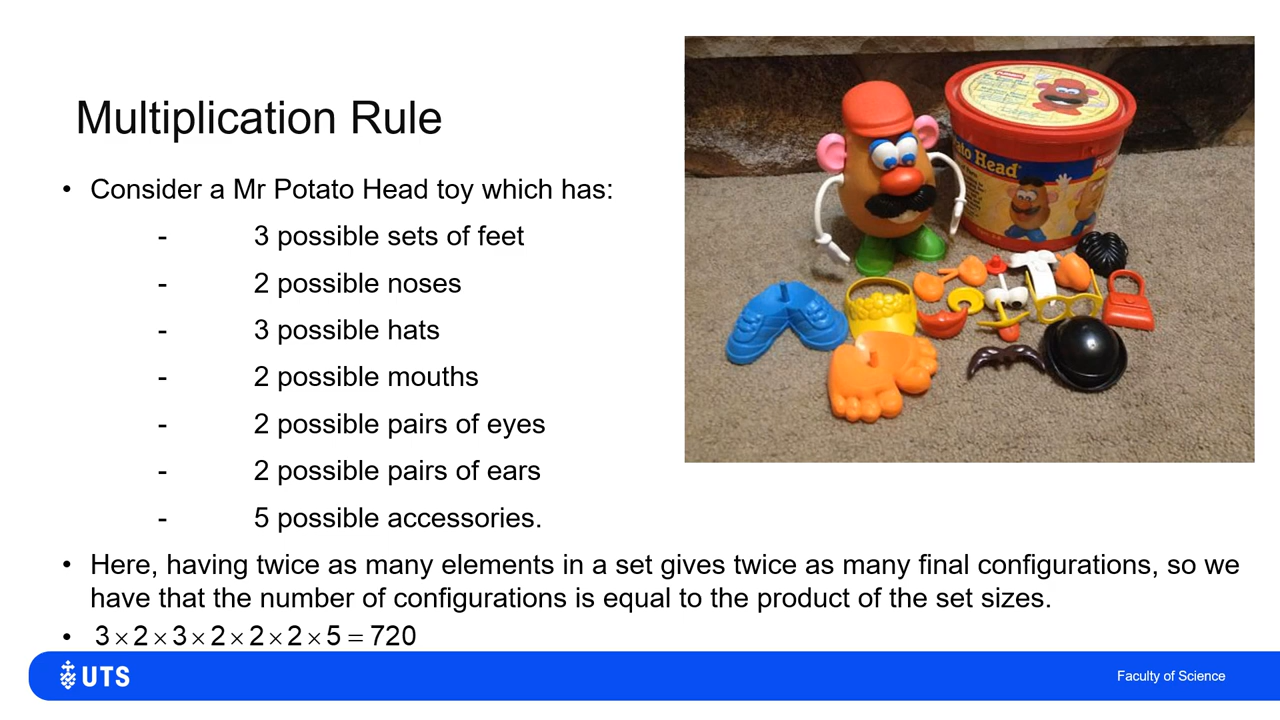 Multiplication Rule
• Consider a Mr Potato Head toy which has:
- 3 possible sets of feet
- 2 possible noses
- 3 possible hats
- 2 possible mouths
- 2 possible pairs of eyes
- 2 possible pairs of ears
- 5 possible accessories.
• Here, having twice as many elements in a set gives twice as many final configurations, so we
have that the number of configurations is equal to the product of the set sizes.
• 3×2×3×2×2×2×5=720
ato Head
UTS
Faculty of Science